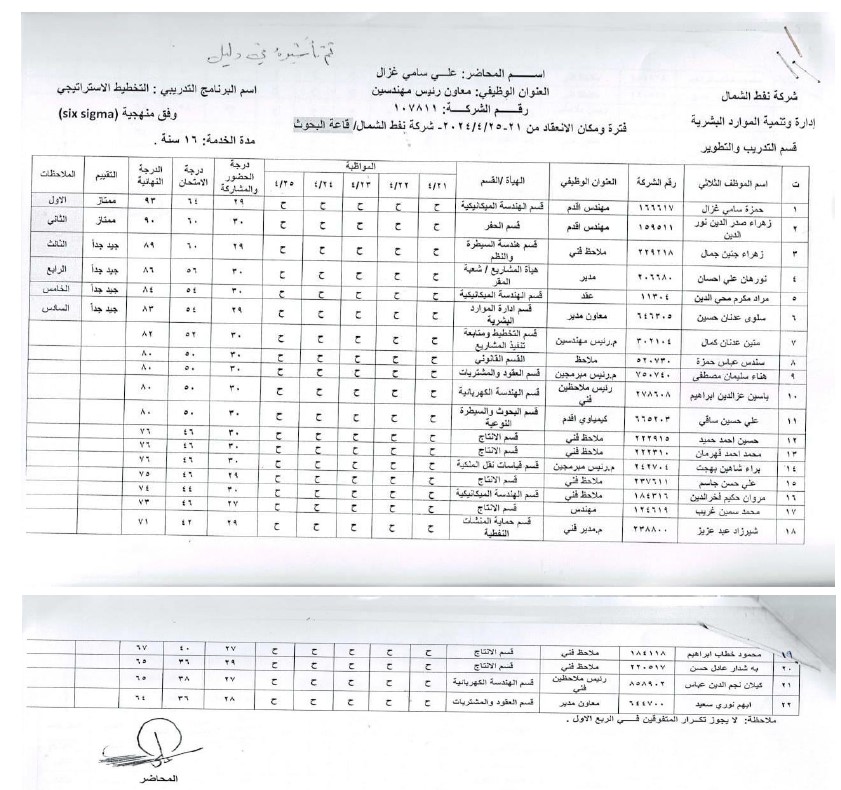 تم تأشيره في دليل
اســـم المحاضر: علـــي سامي غزال
شركة نفط الشمال
العنوان الوظيفي: معاون رئيس مهندسين
اسم البرنامج التدريبي : التخطيط الاستراتيجي
رقـــم الشركــة: ١٠٧٨١١
وفق منهجية (six sigma)
إدارة وتنمية الموارد البشرية
فترة ومكان الانعقاد من ٢١-٢٠٢٤/٤/٢٥- شركة نفط الشمال/ قاعة البحوث
مدة الخدمة: ١٦ سنة .
قسم التدريب والتطوير
ت اسم الموظف الثلاثي رقم الشركة العنوان الوظيفي الهيأة /القسم المواظبة ٤/٢١ ٤/٢٢ ٤/٢٣ ٤/٢٤ ٤/٢٥ درجة الحضور والمشاركة درجة الامتحان الدرجة النهائية التقييم الملاحظات
١ حمزة سامي غزال ١٦٦٦١٧ مهندس اقدم قسم الهندسة الميكانيكية ح ح ح ح ح ٢٩ ٦٤ ٩٣ ممتاز الاول
٢ زهراء صدر الدين نور الدين ١٥٩٥١١ مهندس اقدم قسم الحفر ح ح ح ح ح ٣٠ ٦٠ ٩٠ ممتاز الثاني
٣ زهراء جنين جمال ٢٢٩٢١٨ ملاحظ فني قسم هندسة السيطرة والنظم ح ح ح ح ح ٢٩ ٦٠ ٨٩ جيد جداً الثالث
٤ نورهان علي احسان ٢٠٦٦٨٠ مدير هيأة المشاريع / شعبة المقر ح ح ح ح ح ٣٠ ٥٦ ٨٦ جيد جداً الرابع
٥ مراد مكرم محي الدين ١١٣٠٤ عقد قسم الهندسة الميكانيكية ح ح ح ح ح ٣٠ ٥٤ ٨٤ جيد جداً الخامس
٦ سلوى عدنان حسين ٦٤٦٣٠٥ معاون مدير قسم ادارة الموارد البشرية ح ح ح ح ح ٢٩ ٥٤ ٨٣ جيد جداً السادس
٧ متين عدنان كمال ٣٠٢١٠٤ م.رئيس مهندسين قسم التخطيط ومتابعة تنفيذ المشاريع ح ح ح ح ح ٣٠ ٥٢ ٨٢
٨ سندس عباس حمزة ٥٢٠٧٣٠ ملاحظ القسم القانوني ح ح ح ح ح ٣٠ ٥٠ ٨٠
٩ هناء سليمان مصطفى ٧٥٠٧٤٠ م.رئيس مبرمجين قسم العقود والمشتريات ح ح ح ح ح ٣٠ ٥٠ ٨٠
١٠ ياسين عزالدين ابراهيم ٢٧٨٦٠٨ رئيس ملاحظين فني قسم الهندسة الكهربائية ح ح ح ح ح ٣٠ ٥٠ ٨٠
١١ علي حسين ساقي ٦٦٥٢٠٣ كيمياوي اقدم قسم البحوث والسيطرة النوعية ح ح ح ح ح ٣٠ ٥٠ ٨٠
١٢ حسين احمد حميد ٢٢٢٩١٥ ملاحظ فني قسم الانتاج ح ح ح ح ح ٣٠ ٤٦ ٧٦
١٣ محمد احمد قهرمان ٢٢٢٣١٠ ملاحظ فني قسم الانتاج ح ح ح ح ح ٣٠ ٤٦ ٧٦
١٤ براء شاهين بهجت ٢٤٢٧٠٤ م.رئيس مبرمجين قسم قياسات نقل الملكية ح ح ح ح ح ٣٠ ٤٦ ٧٦
١٥ علي حسن جاسم ٢٣٧٦١١ ملاحظ فني قسم الانتاج ح ح ح ح ح ٢٩ ٤٦ ٧٥
١٦ مروان حكيم فخرالدين ١٨٤٣١٦ ملاحظ فني قسم الهندسة الميكانيكية ح ح ح ح ح ٣٠ ٤٤ ٧٤
١٧ محمد سمين غريب ١٢٤٦١٩ مهندس قسم الانتاج ح ح ح ح ح ٢٧ ٤٦ ٧٣
١٨ شيرزاد عبد عزيز ٢٣٨٨٠٠ م.مدير فني قسم حماية المنشات النفطية ح ح ح ح ح ٢٩ ٤٢ ٧١
١٩ محمود خطاب ابراهيم ١٨٤١١٨ ملاحظ فني قسم الانتاج ح ح ح ح ح ٢٧ ٤٠ ٦٧
٢٠ به شدار عادل حسن ٢٢٠٥١٧ ملاحظ فني قسم الانتاج ح ح ح ح ح ٢٩ ٣٦ ٦٥
٢١ كيلان نجم الدين عباس ٨٥٨٩٠٢ رئيس ملاحظين فني قسم الهندسة الكهربائية ح ح ح ح ح ٢٧ ٣٨ ٦٥
٢٢ ايهم نوري سعيد ٦٤٤٧٠٠ معاون مدير قسم العقود والمشتريات ح ح ح ح ح ٢٨ ٣٦ ٦٤
ملاحظة: لا يجوز تكرار المتفوقين فـــي الربع الاول .
المحاضر